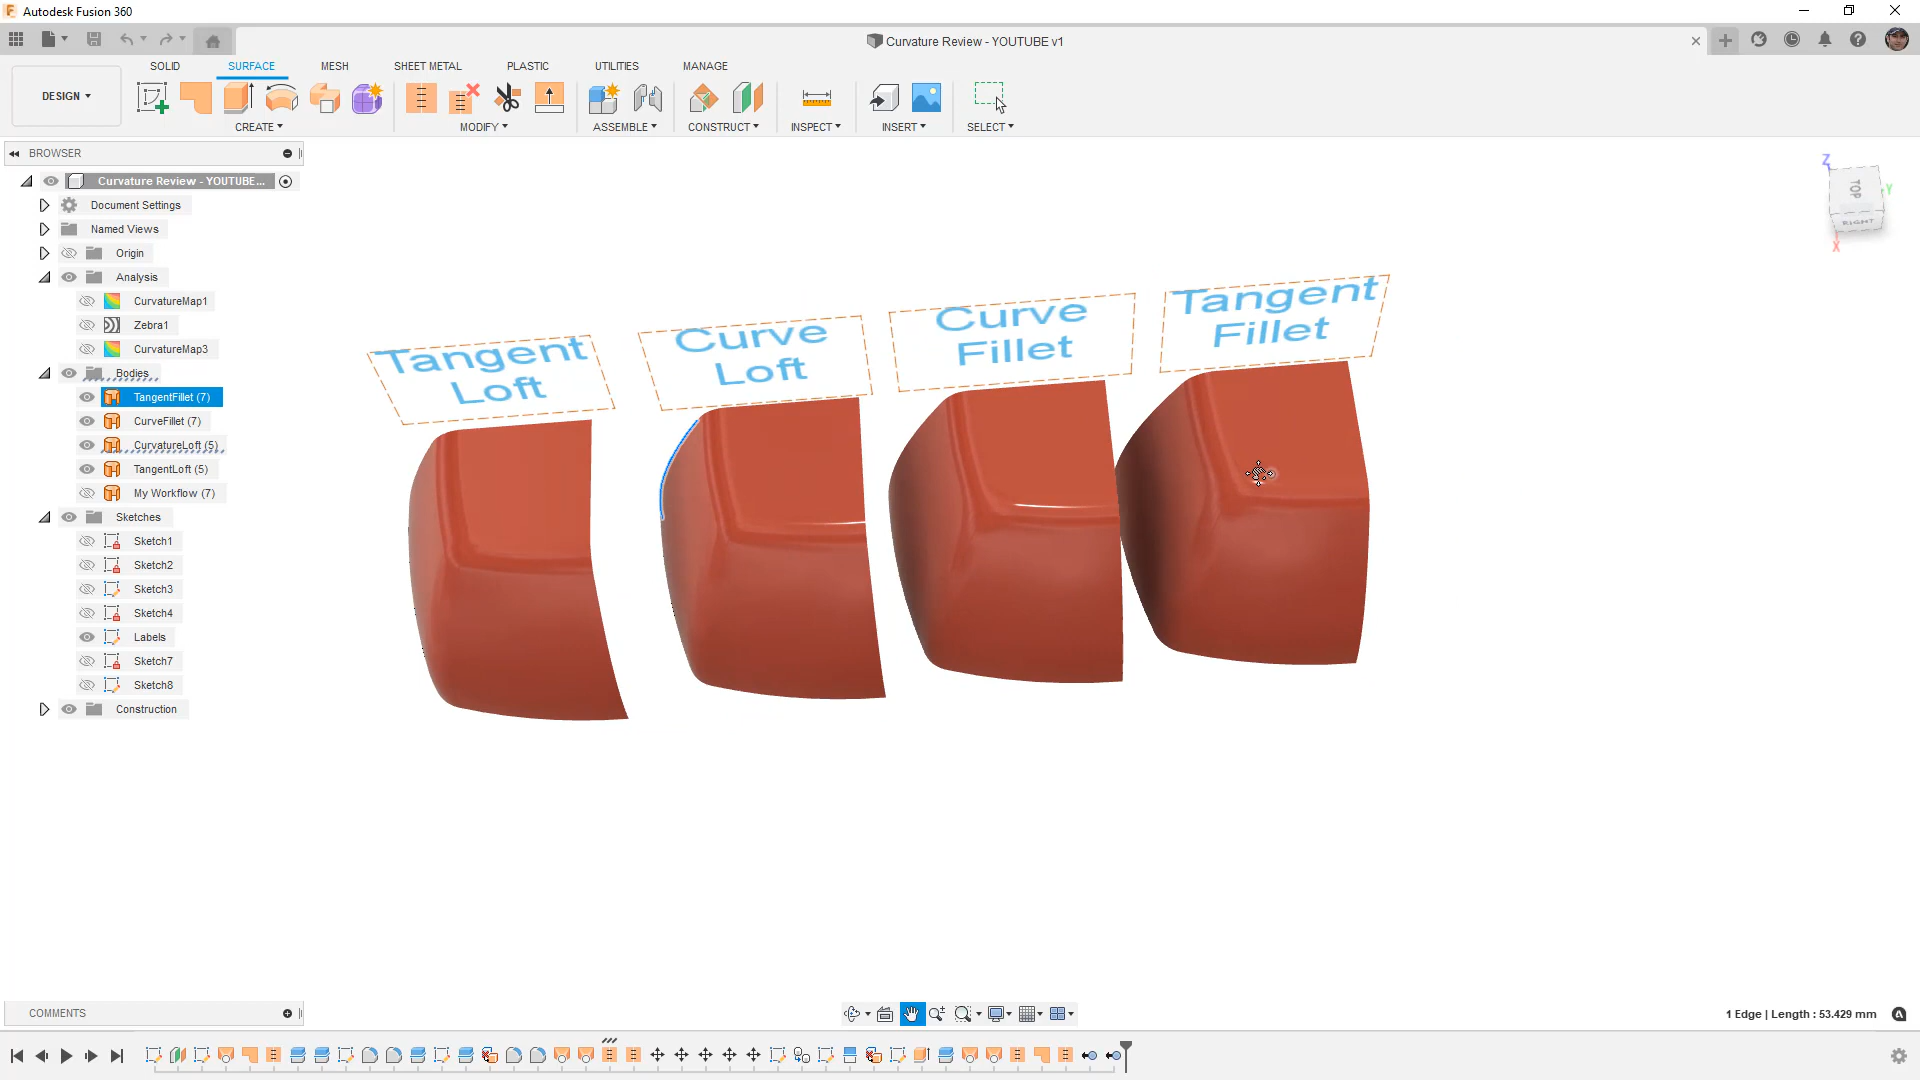 Autodesk Fusion 360
Curvature Review - YOUTUBE v1
SOLID SURFACE MESH SHEET METAL PLASTIC UTILITIES MANAGE
DESIGN
CREATE MODIFY ASSEMBLE CONSTRUCT INSPECT INSERT SELECT
BROWSER
Curvature Review - YOUTUBE...
Document Settings
Named Views
Origin
Analysis
CurvatureMap1
Zebra1
CurvatureMap3
Bodies
TangentFillet (7)
CurveFillet (7)
CurvatureLoft (5)
TangentLoft (5)
My Workflow (7)
Sketches
Sketch1
Sketch2
Sketch3
Sketch4
Labels
Sketch7
Sketch8
Construction
Tangent
Loft
Curve
Loft
Curve
Fillet
Tangent
Fillet
Z
TOP
Y
RIGHT
X
COMMENTS
1 Edge | Length : 53.429 mm